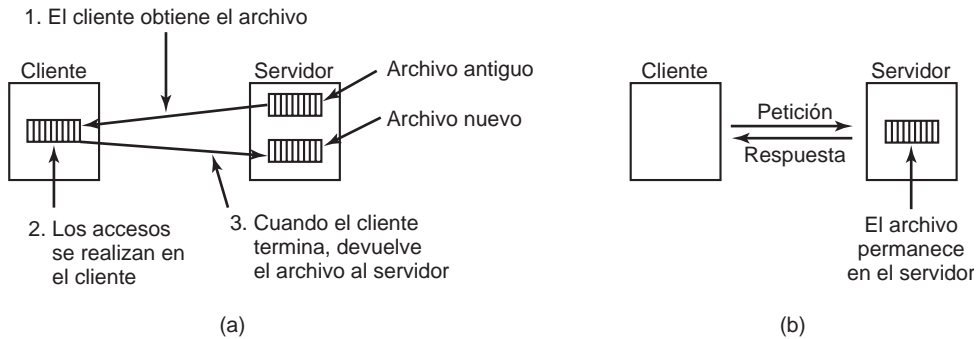 1. El cliente obtiene el archivo
Cliente
Servidor
Archivo antiguo
Archivo nuevo
2. Los accesos
se realizan en
el cliente
3. Cuando el cliente
termina, devuelve
el archivo al servidor
(a)
Cliente
Servidor
Petición
Respuesta
El archivo
permanece
en el servidor
(b)